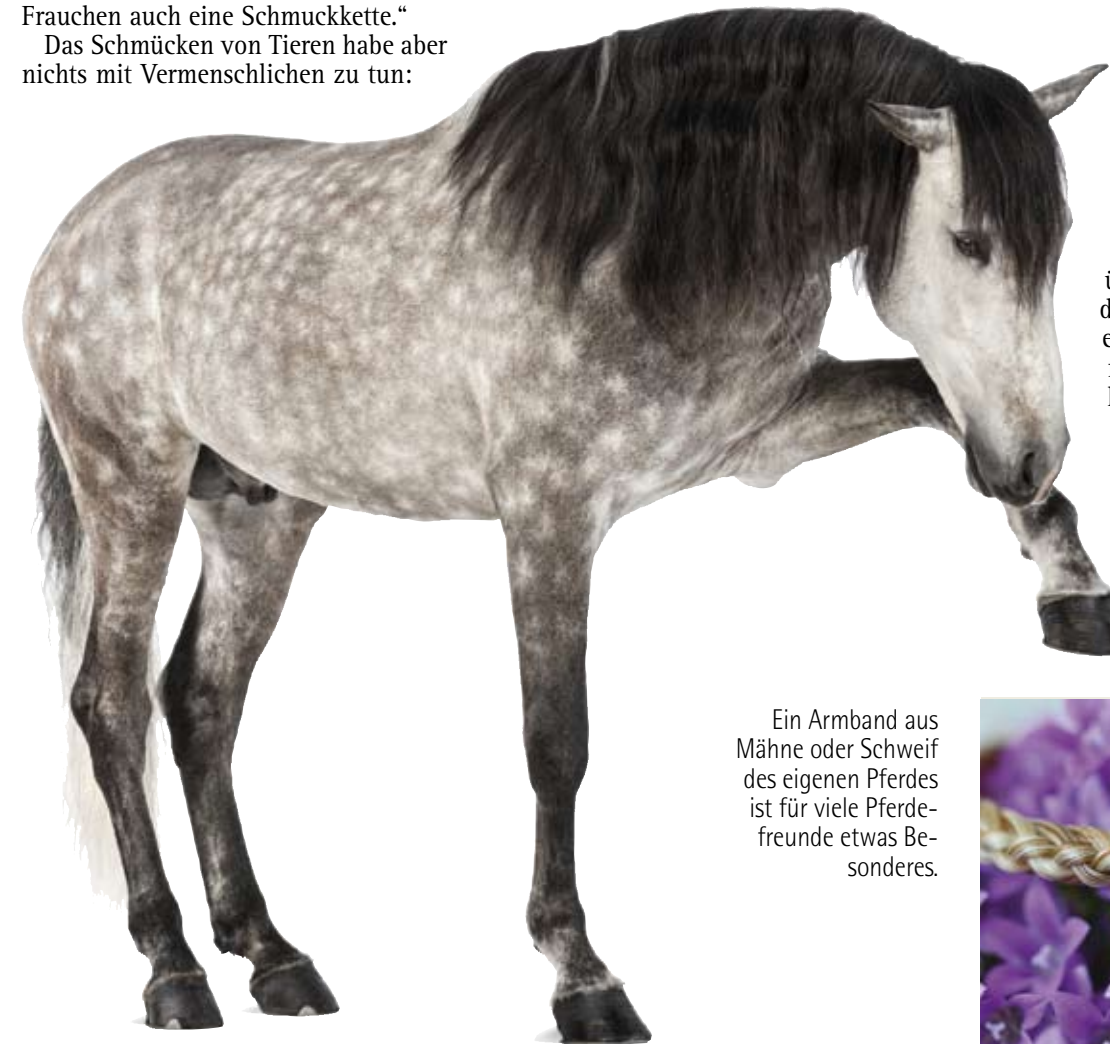 Frauchen auch eine Schmuckkette.“
Das Schmücken von Tieren habe aber
nichts mit Vermenschlichen zu tun:
Ein Armband aus
Mähne oder Schweif
des eigenen Pferdes
ist für viele Pferde-
freunde etwas Be-
sonderes.